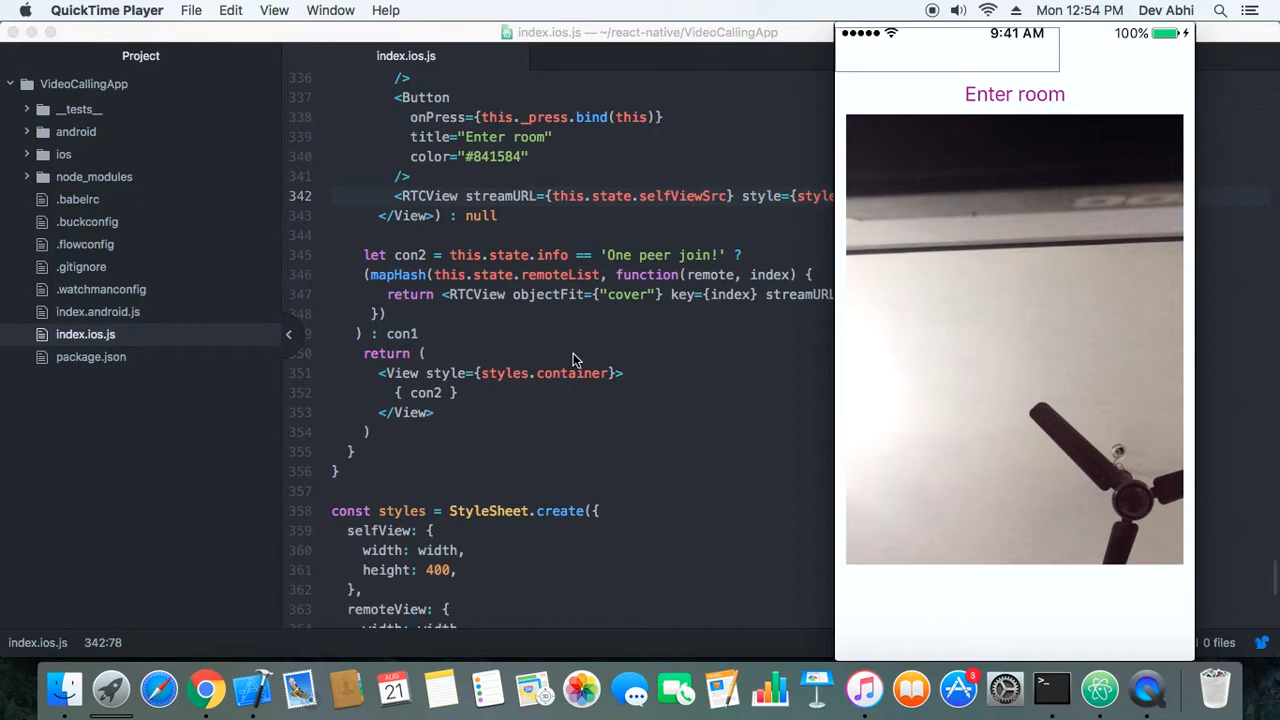 QuickTime Player File Edit View Window Help Mon 12:54 PM Dev Abhi
index.ios.js — ~/react-native/VideoCallingApp
9:41 AM 100%
Project
index.ios.js
VideoCallingApp
__tests__
android
ios
node_modules
.babelrc
.buckconfig
.flowconfig
.gitignore
.watchmanconfig
index.android.js
index.ios.js
package.json
336 />
337 <Button
338 onPress={this._press.bind(this)}
339 title="Enter room"
340 color="#841584"
341 />
342 <RTCView streamURL={this.state.selfViewSrc} style={style
343 </View>) : null
344
345 let con2 = this.state.info == 'One peer join!' ?
346 (mapHash(this.state.remoteList, function(remote, index) {
347 return <RTCView objectFit={"cover"} key={index} streamURL
348 })
349 ) : con1
350 return (
351 <View style={styles.container}>
352 { con2 }
353 </View>
354 )
355 }
356 }
357
358 const styles = StyleSheet.create({
359 selfView: {
360 width: width,
361 height: 400,
362 },
363 remoteView: {
364 width: width
Enter room
index.ios.js 342:78
0 files
AUG
21
3